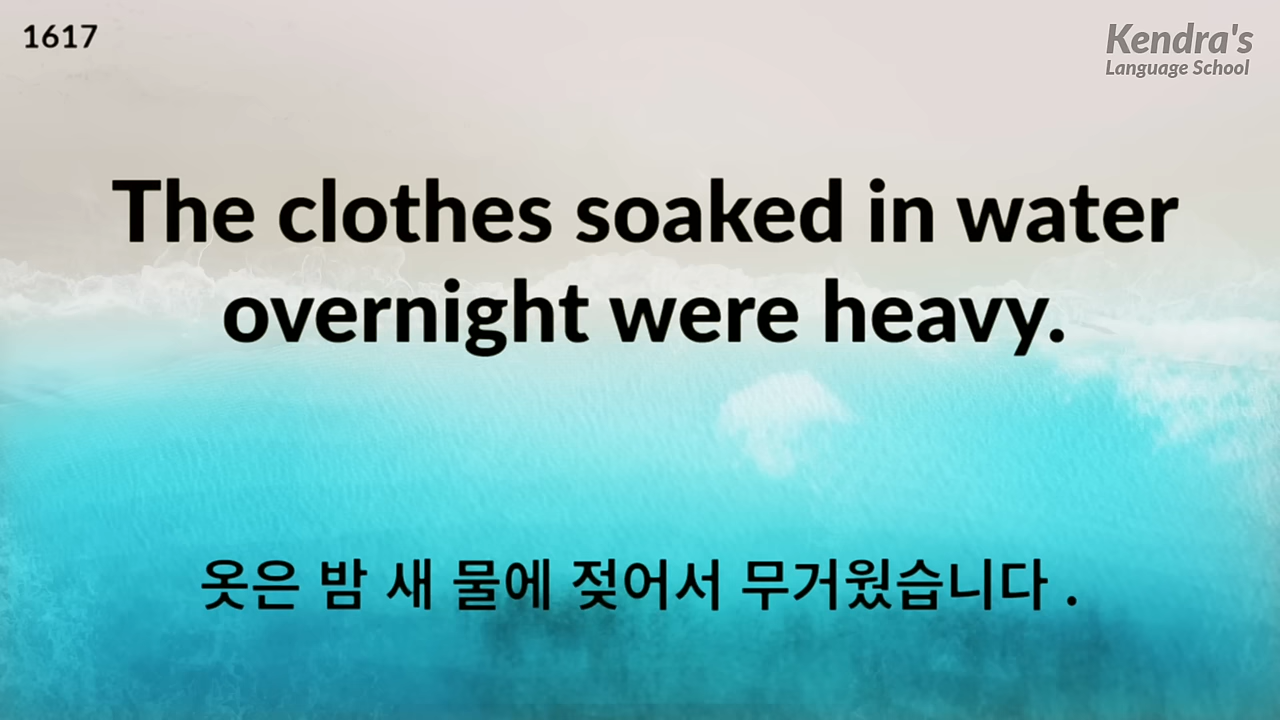 1617
Kendra's
Language School
The clothes soaked in water
overnight were heavy.
옷은 밤 새 물에 젖어서 무거웠습니다 .